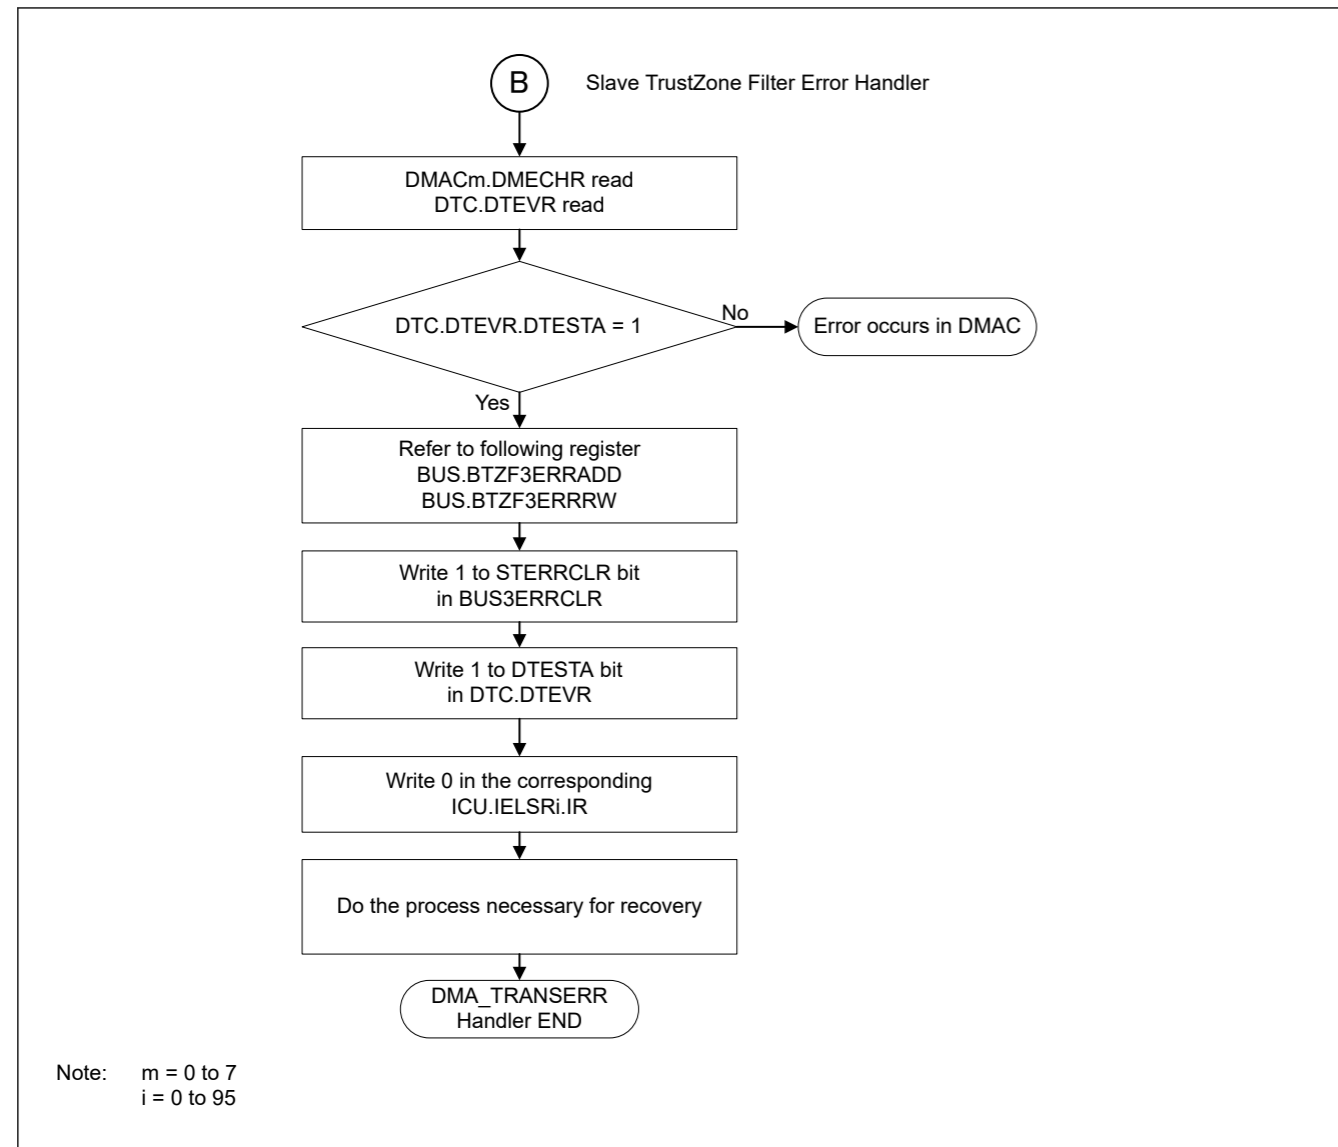 B
Slave TrustZone Filter Error Handler
DMACm.DMECHR read
DTC.DTEVR read
DTC.DTEVR.DTESTA = 1
No
Error occurs in DMAC
Yes
Refer to following register
BUS.BTZF3ERRADD
BUS.BTZF3ERRRW
Write 1 to STERRCLR bit
in BUS3ERRCLR
Write 1 to DTESTA bit
in DTC.DTEVR
Write 0 in the corresponding
ICU.IELSRi.IR
Do the process necessary for recovery
DMA_TRANSERR
Handler END
Note: m = 0 to 7
i = 0 to 95